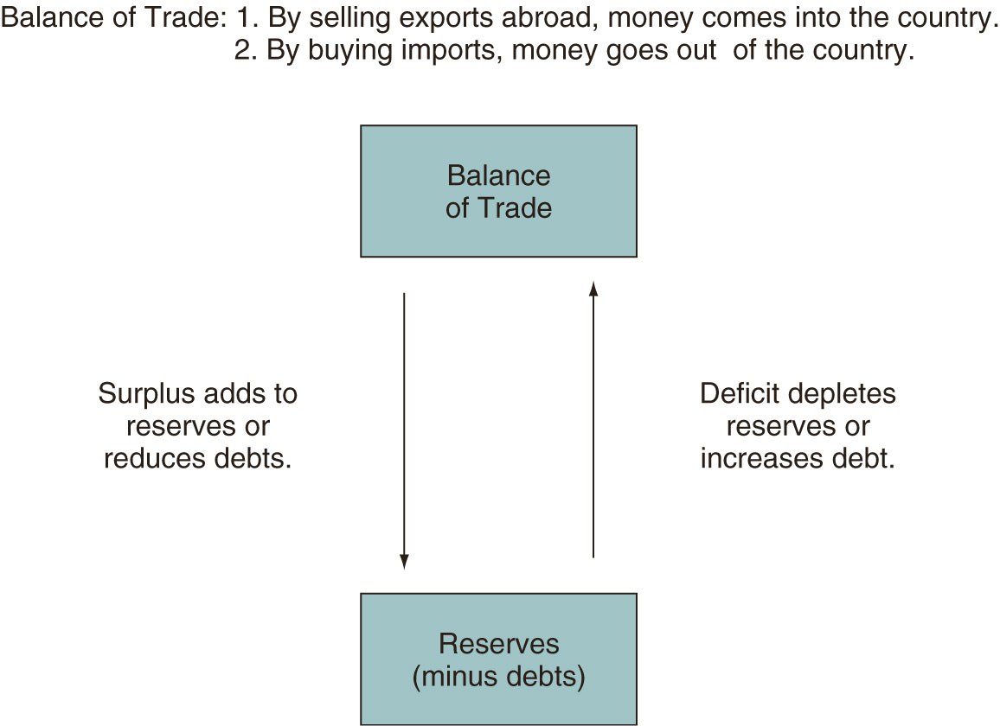 Balance of Trade: 1. By selling exports abroad, money comes into the country.
2. By buying imports, money goes out of the country.
Balance
of Trade
Surplus adds to
reserves or
reduces debts.
Deficit depletes
reserves or
increases debt.
Reserves
(minus debts)